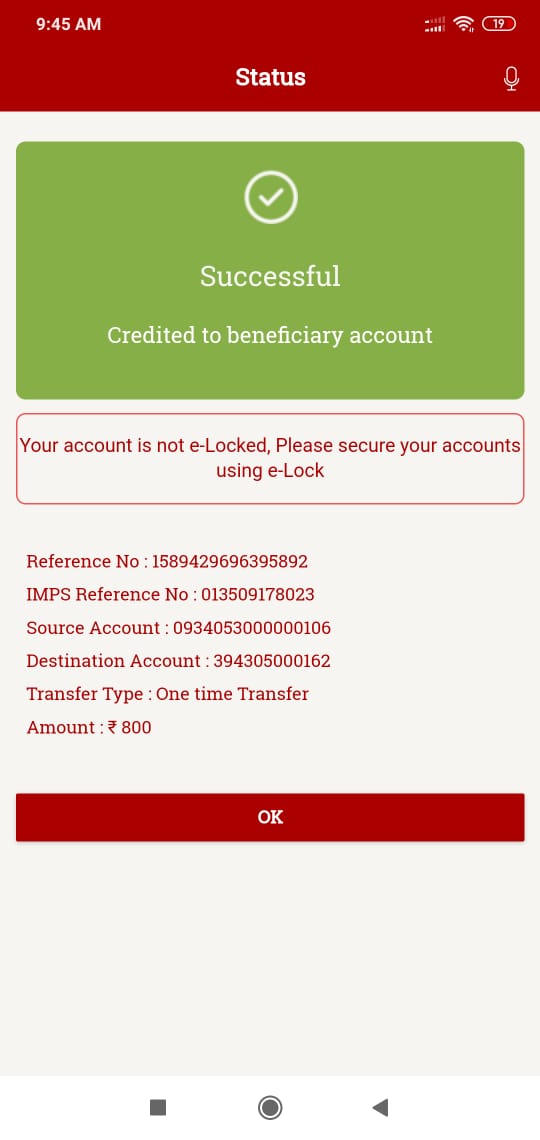 9:45 AM
19
Status
Successful
Credited to beneficiary account
Your account is not e-Locked, Please secure your accounts
using e-Lock
Reference No : 1589429696395892
IMPS Reference No : 013509178023
Source Account : 0934053000000106
Destination Account : 394305000162
Transfer Type : One time Transfer
Amount : ₹ 800
OK